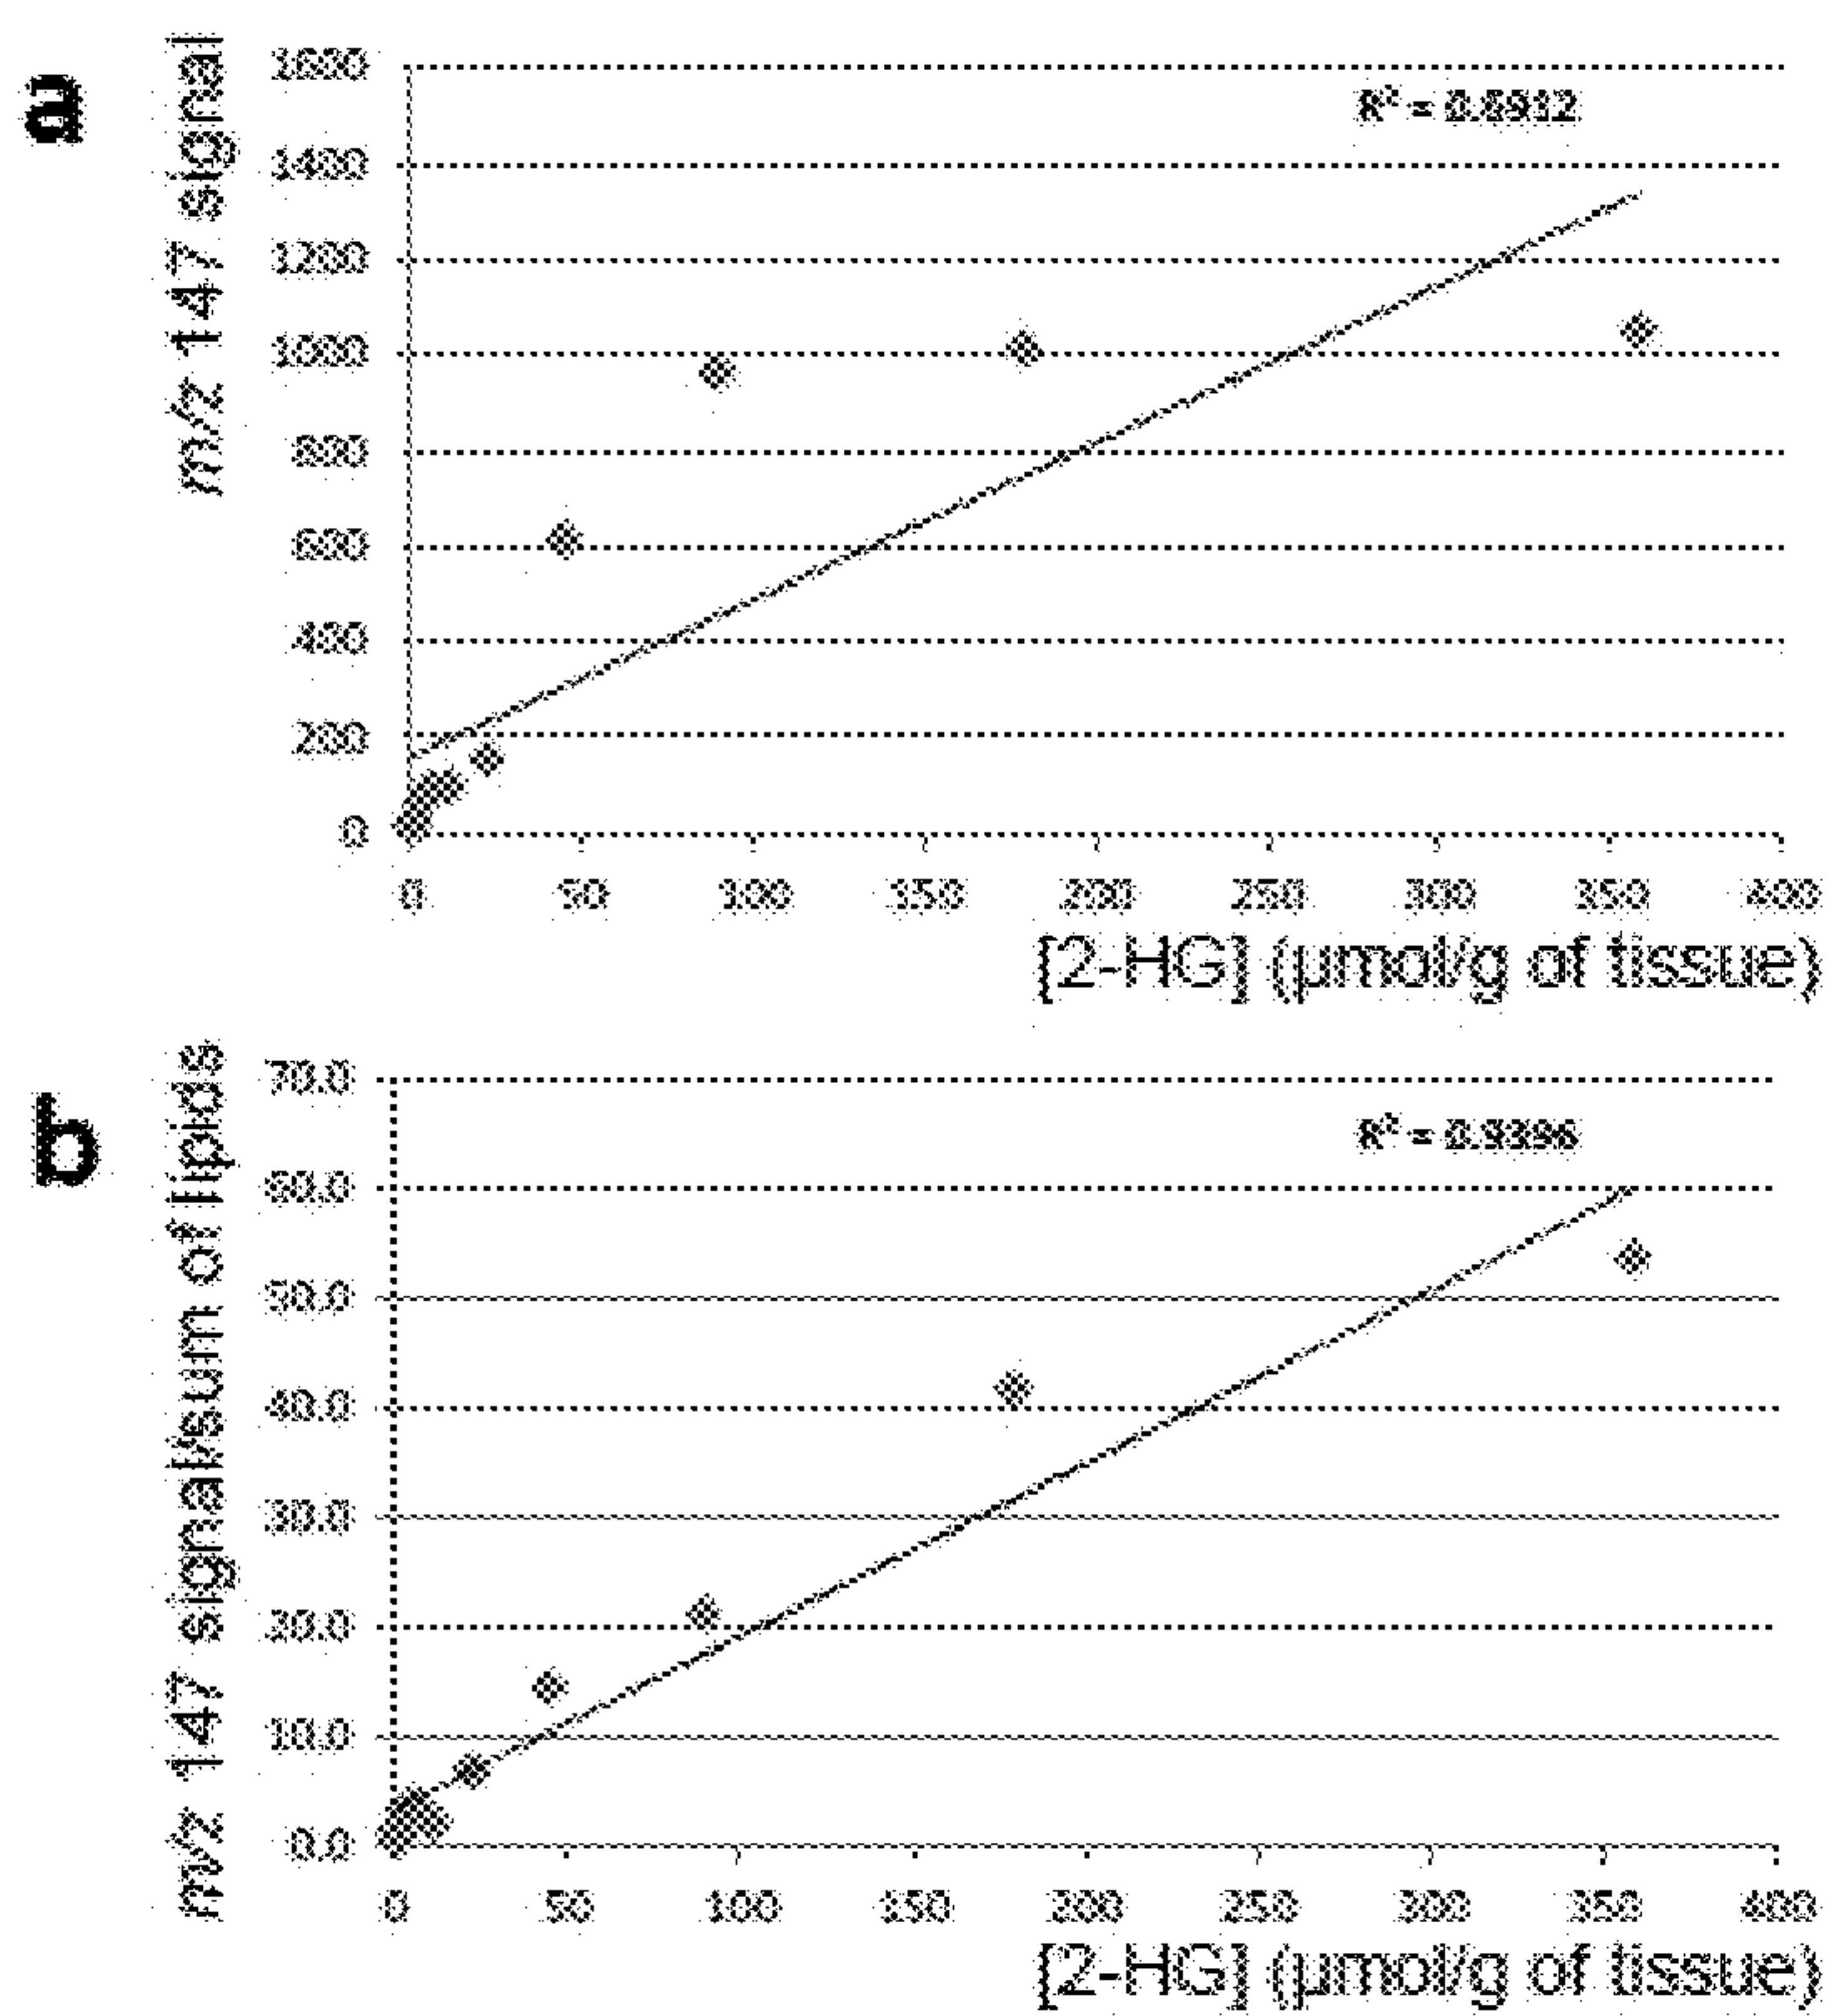 a
m/z 147 signal
1600
1400
1200
1000
800
600
400
200
0
0 50 100 150 200 250 300 350 400
[2-HG] (µmol/g of tissue)
R² =
b
m/z 147 signal/sum of lipids
70.0
60.0
50.0
40.0
30.0
20.0
10.0
0.0
0 50 100 150 200 250 300 350 400
[2-HG] (µmol/g of tissue)
R² =